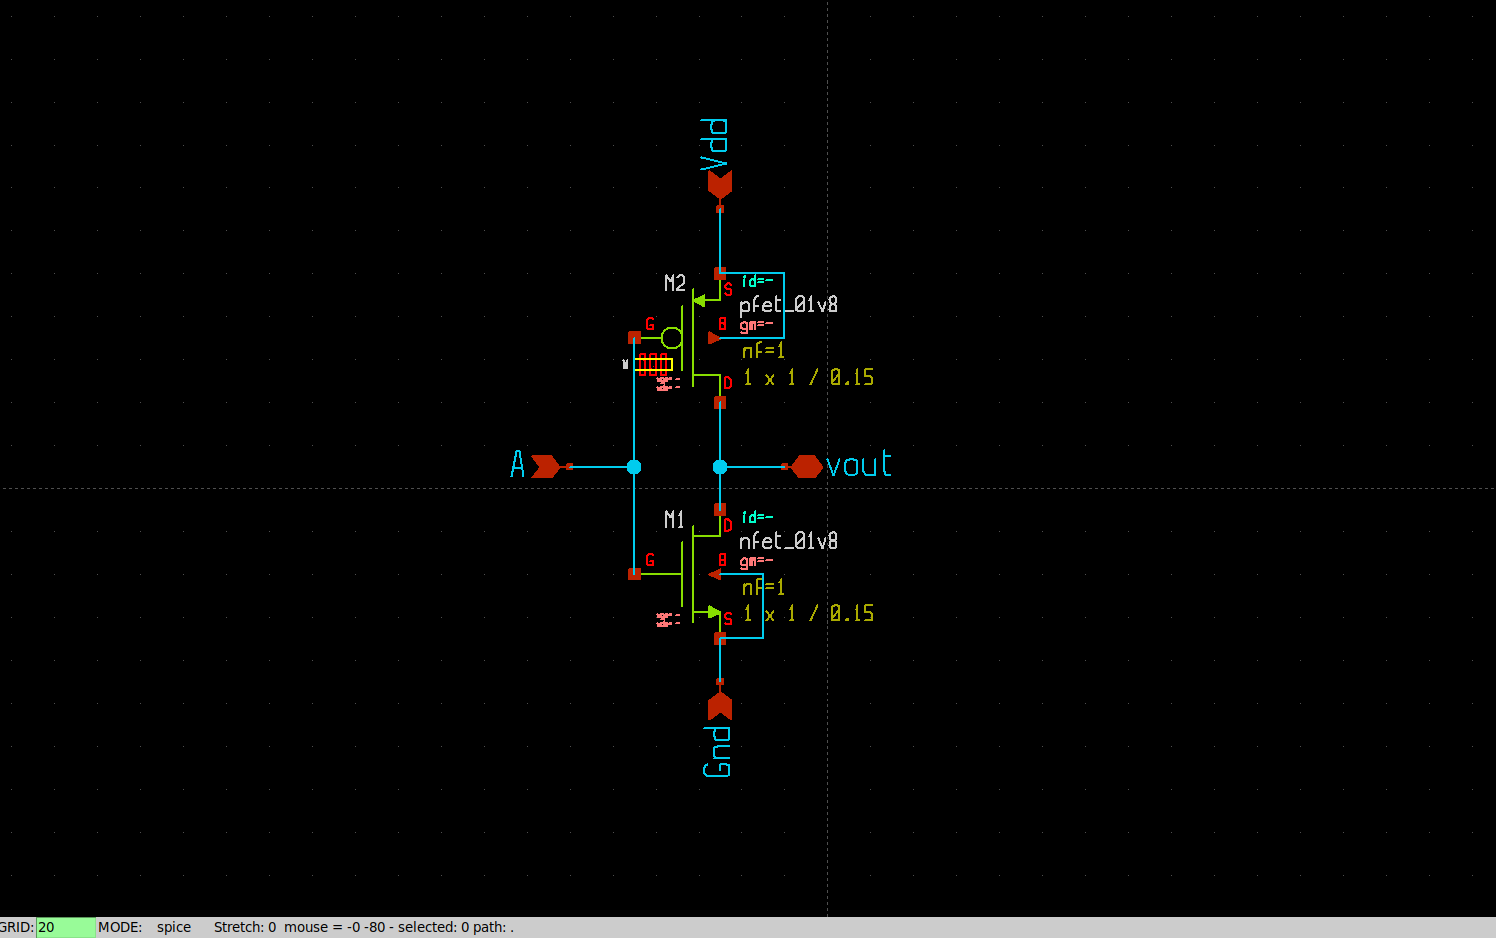 Vdd
M2
id=-
S
pfet_01v8
G
B
gm=-
nf=1
D
1 x 1 / 0.15
A
vout
M1
id=-
D
nfet_01v8
G
B
gm=-
nf=1
1 x 1 / 0.15
S
Gnd
GRID: 20 MODE: spice Stretch: 0 mouse = -0 -80 - selected: 0 path: .